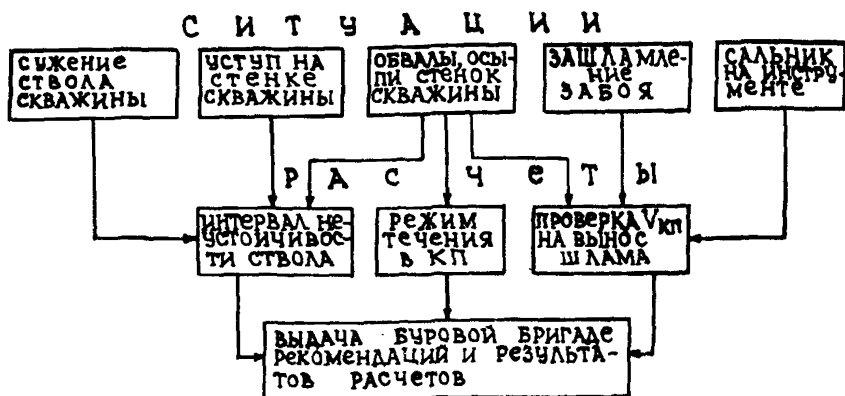 СИТУАЦИИ
СУЖЕНИЕ
СТВОЛА
СКВАЖИНЫ
УСТУП НА
СТЕНКЕ
СКВАЖИНЫ
ОБВАЛЫ, ОСЫ-
ПИ СТЕНОК
СКВАЖИНЫ
ЗАШЛАМЛЕ-
НИЕ
ЗАБОЯ
САЛЬНИК
НА ИНСТРУ-
МЕНТЕ
РАСЧЕТЫ
ИНТЕРВАЛ НЕ-
УСТОЙЧИВОС-
ТИ СТВОЛА
РЕЖИМ
ТЕЧЕНИЯ
В КП
ПРОВЕРКА Vкп
НА ВЫНОС
ШЛАМА
ВЫДАЧА БУРОВОЙ БРИГАДЕ
РЕКОМЕНДАЦИЙ И РЕЗУЛЬТА-
ТОВ РАСЧЕТОВ